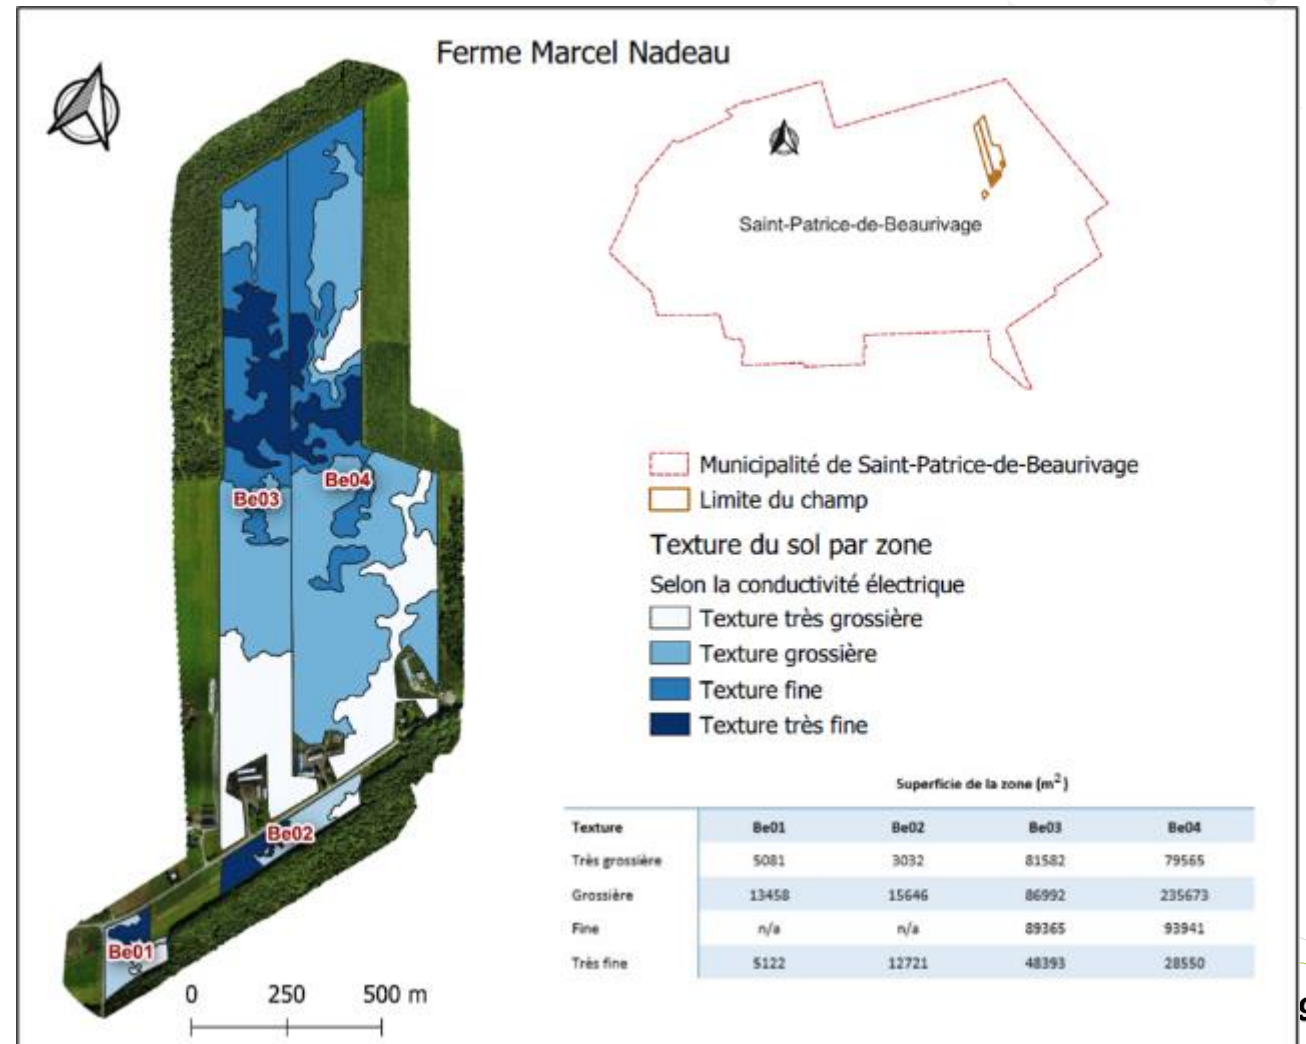 Ferme Marcel Nadeau
Saint-Patrice-de-Beaurivage
Be03
Be04
Be02
Be01
0 250 500 m
Municipalité de Saint-Patrice-de-Beaurivage
Limite du champ
Texture du sol par zone
Selon la conductivité électrique
Texture très grossière
Texture grossière
Texture fine
Texture très fine
Superficie de la zone (m²)
Texture Be01 Be02 Be03 Be04
Très grossière 5081 3032 81582 79565
Grossière 13458 15646 86992 235673
Fine n/a n/a 89365 93941
Très fine 5122 12721 48393 28550